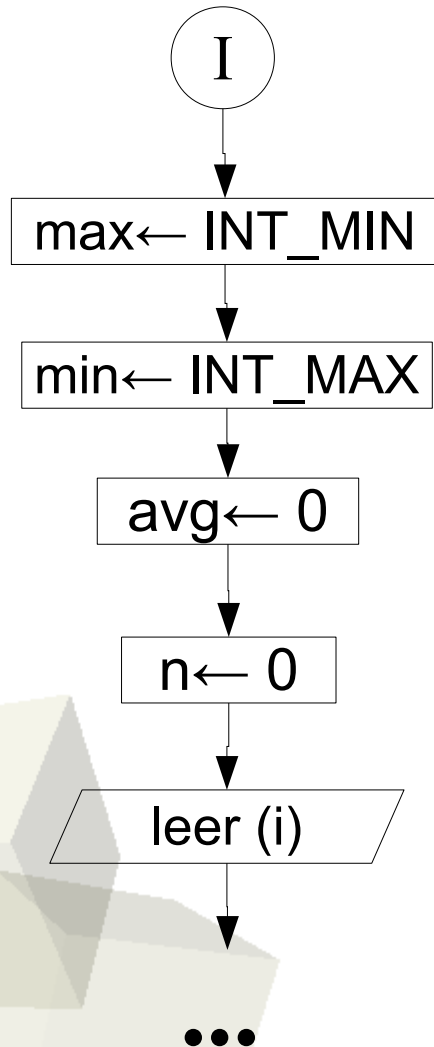 I
max← INT_MIN
min← INT_MAX
avg← 0
n← 0
leer (i)
•••